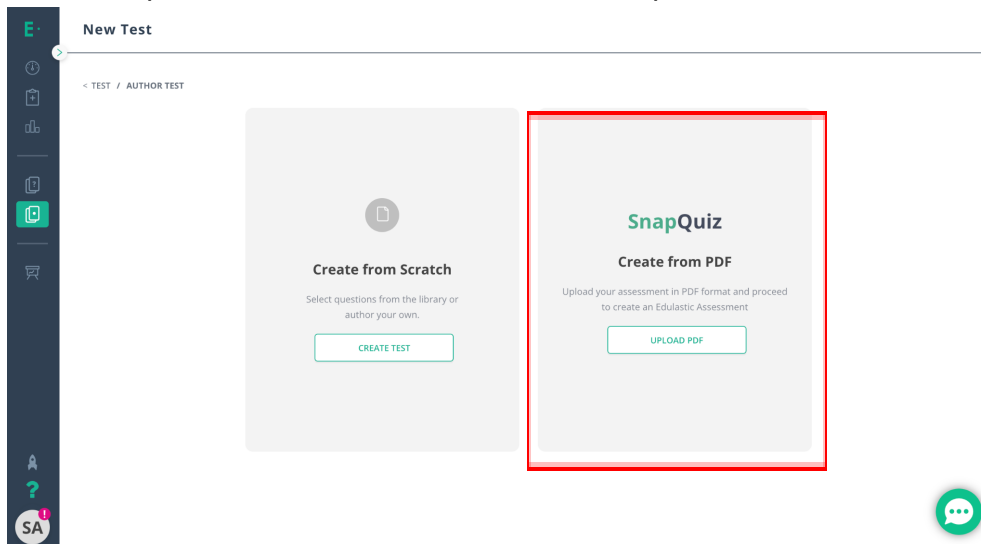 E
New Test
< TEST / AUTHOR TEST
Create from Scratch
Select questions from the library or
author your own.
CREATE TEST
SnapQuiz
Create from PDF
Upload your assessment in PDF format and proceed
to create an Edulastic Assessment
UPLOAD PDF
?
SA
!